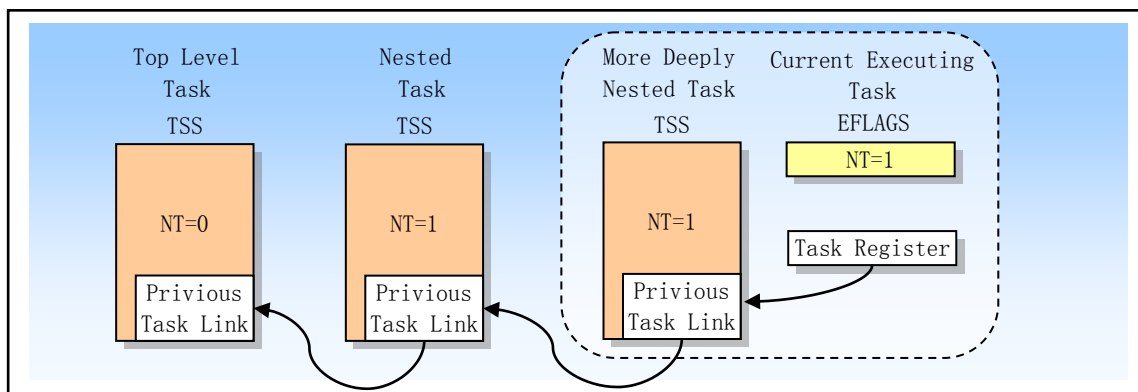 Top Level
Task
TSS
NT=0
Privious
Task Link
Nested
Task
TSS
NT=1
Privious
Task Link
More Deeply
Nested Task
TSS
NT=1
Privious
Task Link
Current Executing
Task
EFLAGS
NT=1
Task Register